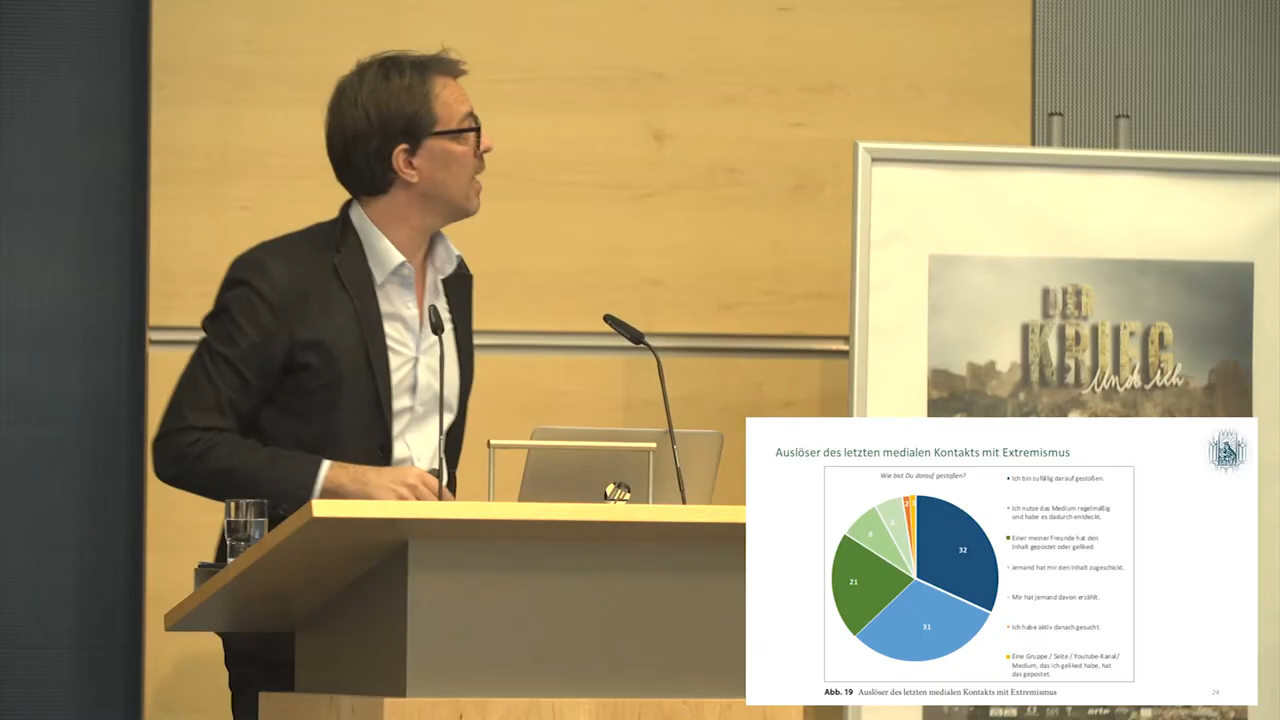 DER
KRIEG
und ich
Auslöser des letzten medialen Kontakts mit Extremismus
Wie bist Du darauf gestoßen?
32
31
21
8
6
2
Ich bin zufällig darauf gestoßen.
Ich nutze das Medium regelmäßig
und habe es dadurch entdeckt.
Einer meiner Freunde hat den
Inhalt gepostet oder geliked.
Jemand hat mir den Inhalt zugeschickt.
Mir hat jemand davon erzählt.
Ich habe aktiv danach gesucht.
Eine Gruppe / Seite / Youtube-Kanal/
Medium, das ich geliked habe, hat
das gepostet.
Abb. 19 Auslöser des letzten medialen Kontakts mit Extremismus
24
arte